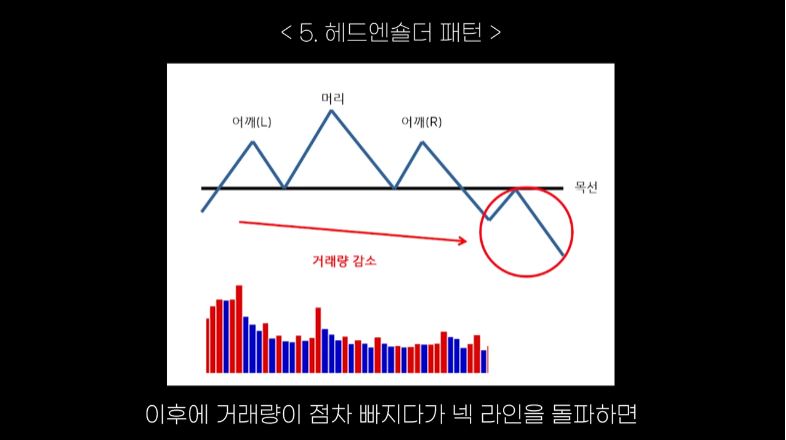 < 5. 헤드엔숄더 패턴 >
머리
어깨(L)
어깨(R)
목선
거래량 감소
이후에 거래량이 점차 빠지다가 넥 라인을 돌파하면